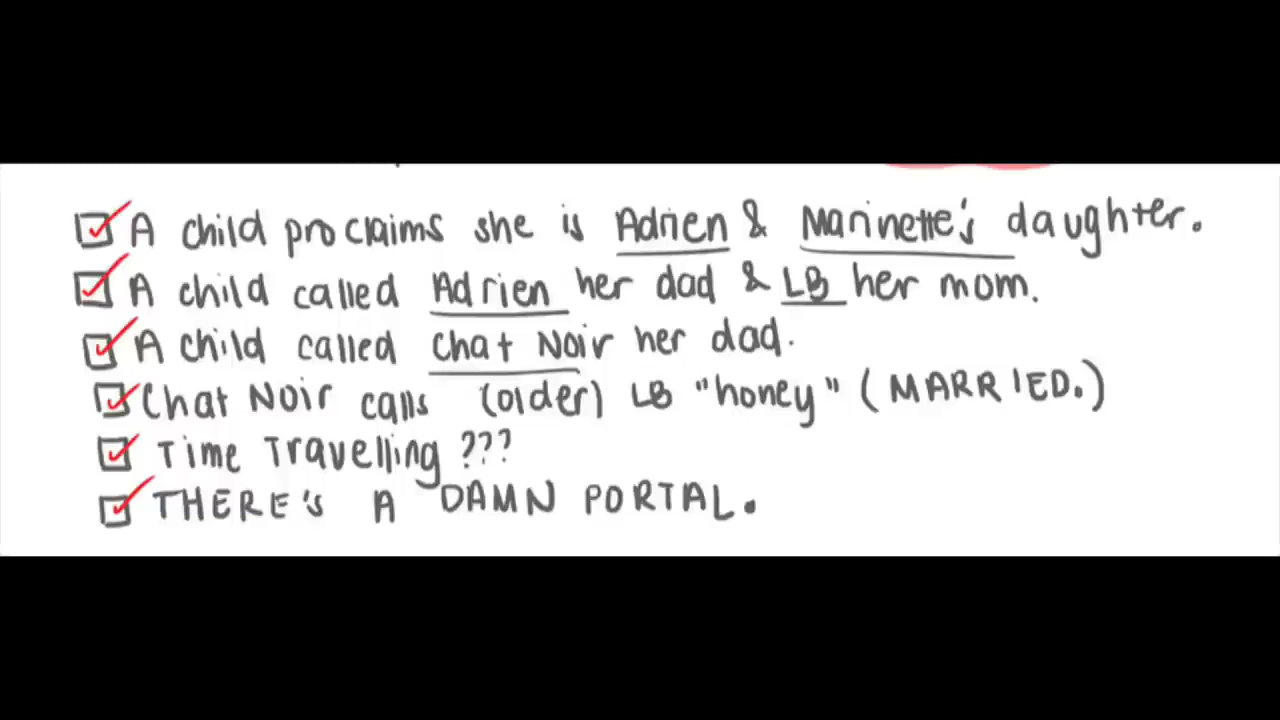 A child proclaims she is Adrien & Marinette's daughter.
A child called Adrien her dad & LB her mom.
A child called Chat Noir her dad.
Chat Noir calls (older) LB "honey" (MARRIED.)
Time Travelling ???
THERE's A DAMN PORTAL.